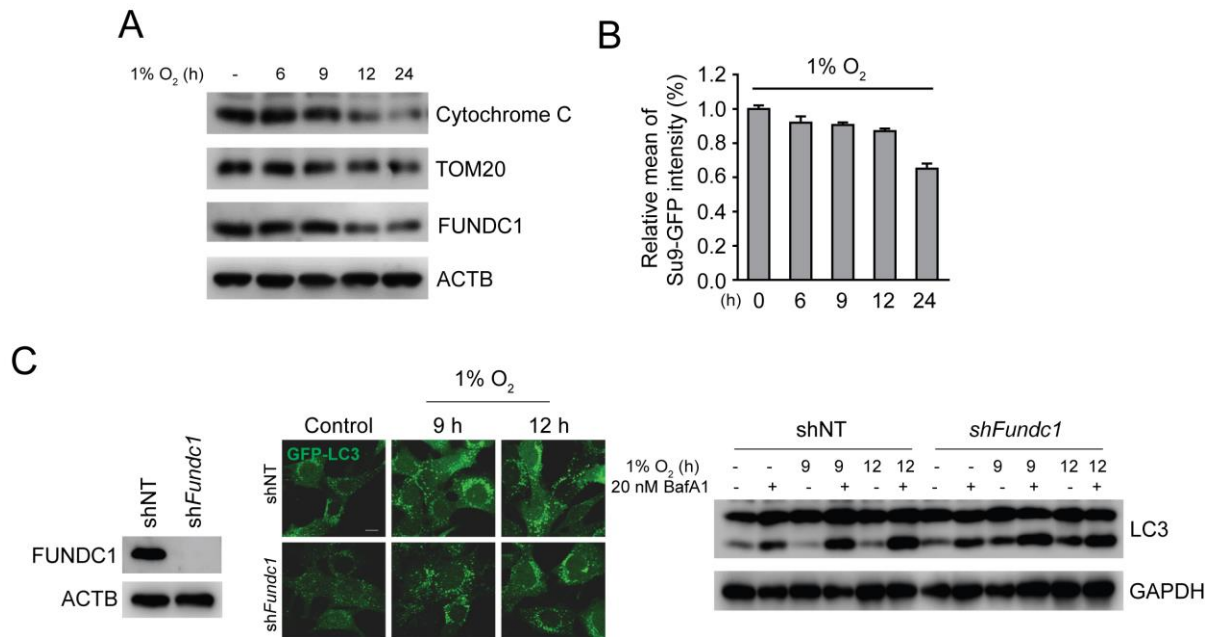 A
1% O₂ (h) - 6 9 12 24
Cytochrome C
TOM20
FUNDC1
ACTB
B
1% O₂
Relative mean of
Su9-GFP intensity (%)
1.2
1.0
0.8
0.6
0.4
0.2
0.0
(h) 0 6 9 12 24
C
shNT
shFundc1
FUNDC1
ACTB
1% O₂
Control 9 h 12 h
GFP-LC3
shNT
shFundc1
shNT shFundc1
1% O₂ (h) - - 9 9 12 12 - - 9 9 12 12
20 nM BafA1 - + - + - + - + - + - +
LC3
GAPDH